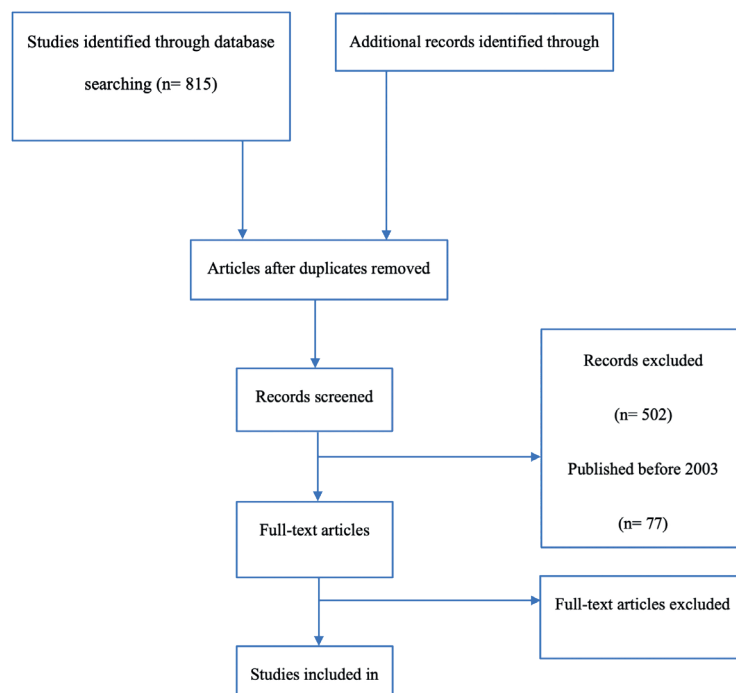 Studies identified through database
searching (n= 815)
Additional records identified through
Articles after duplicates removed
Records screened
Records excluded
(n= 502)
Published before 2003
(n= 77)
Full-text articles
Full-text articles excluded
Studies included in